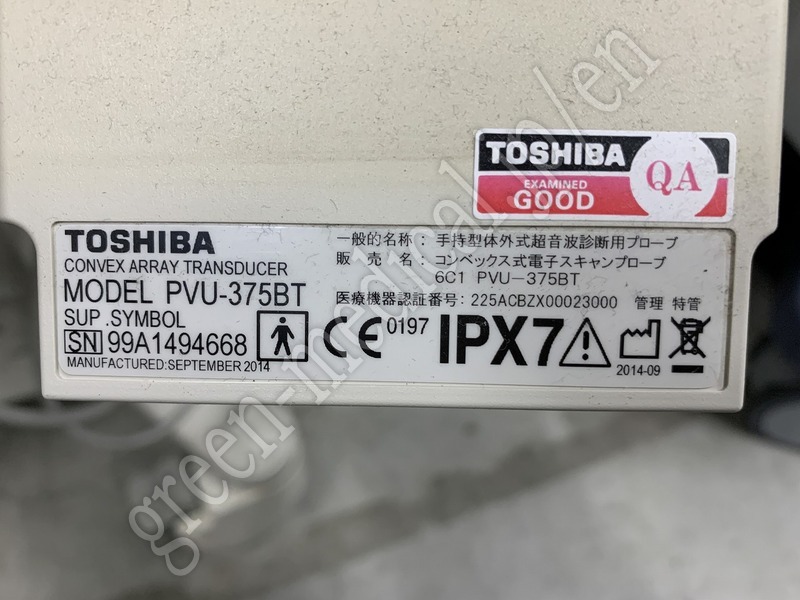 TOSHIBA
EXAMINED
GOOD
QA
TOSHIBA
CONVEX ARRAY TRANSDUCER
MODEL PVU-375BT
SUP .SYMBOL
SN 99A1494668
MANUFACTURED:SEPTEMBER 2014
一般的名称： 手持型体外式超音波診断用プローブ
販 売 名： コンベックス式電子スキャンプローブ
6C1 PVU-375BT
医療機器認証番号： 225ACBZX00023000 管理 特管
CE 0197 IPX7
2014-09
green-medical.jp/en